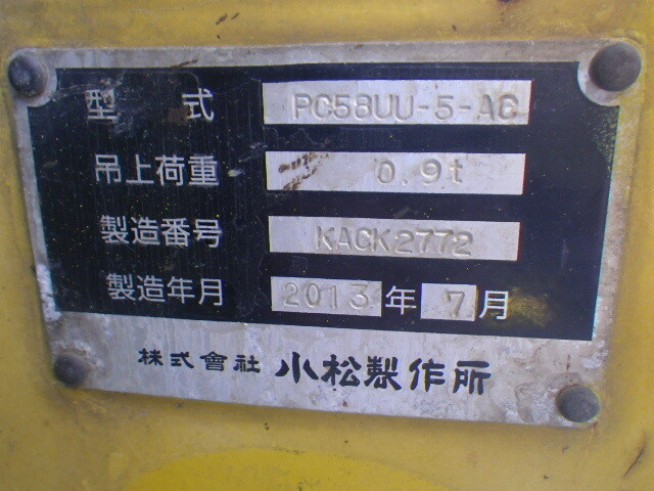 型式 PC58UU-5-AC
吊上荷重 0.9t
製造番号 KACK2772
製造年月 2013年7月
株式會社 小松製作所